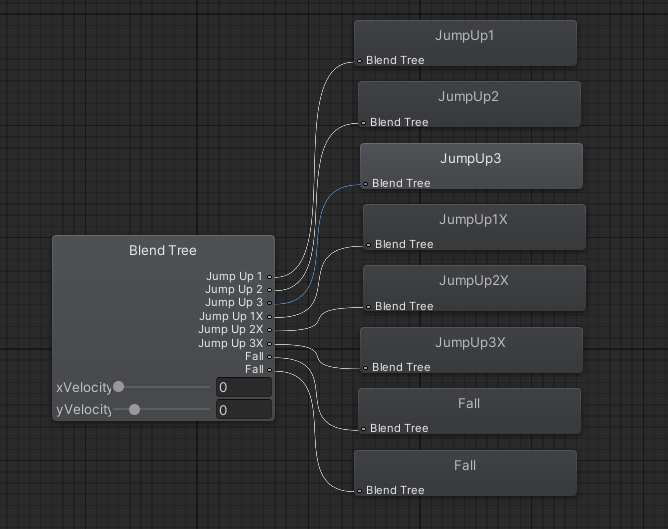 JumpUp1
Blend Tree
JumpUp2
Blend Tree
JumpUp3
Blend Tree
JumpUp1X
Blend Tree
JumpUp2X
Blend Tree
JumpUp3X
Blend Tree
Fall
Blend Tree
Fall
Blend Tree
Blend Tree
Jump Up 1
Jump Up 2
Jump Up 3
Jump Up 1X
Jump Up 2X
Jump Up 3X
Fall
Fall
xVelocity 0
yVelocity 0